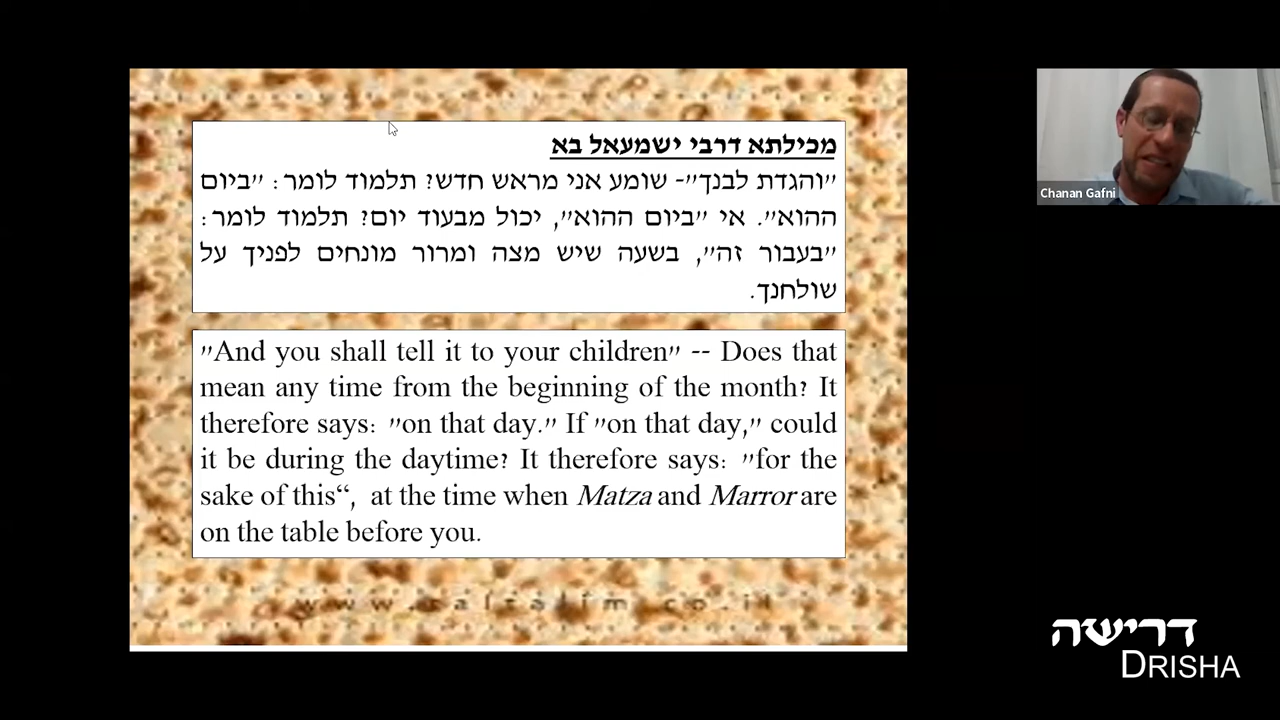 מכילתא דרבי ישמעאל בא
״והגדת לבנך״- שומע אני מראש חדש? תלמוד לומר: ״ביום
ההוא״. אי ״ביום ההוא״, יכול מבעוד יום? תלמוד לומר:
״בעבור זה״, בשעה שיש מצה ומרור מונחים לפניך על
שולחנך.
״And you shall tell it to your children״ -- Does that
mean any time from the beginning of the month? It
therefore says: ״on that day.״ If ״on that day,״ could
it be during the daytime? It therefore says: ״for the
sake of this“, at the time when Matza and Marror are
on the table before you.
Chanan Gafni
דרישה
DRISHA